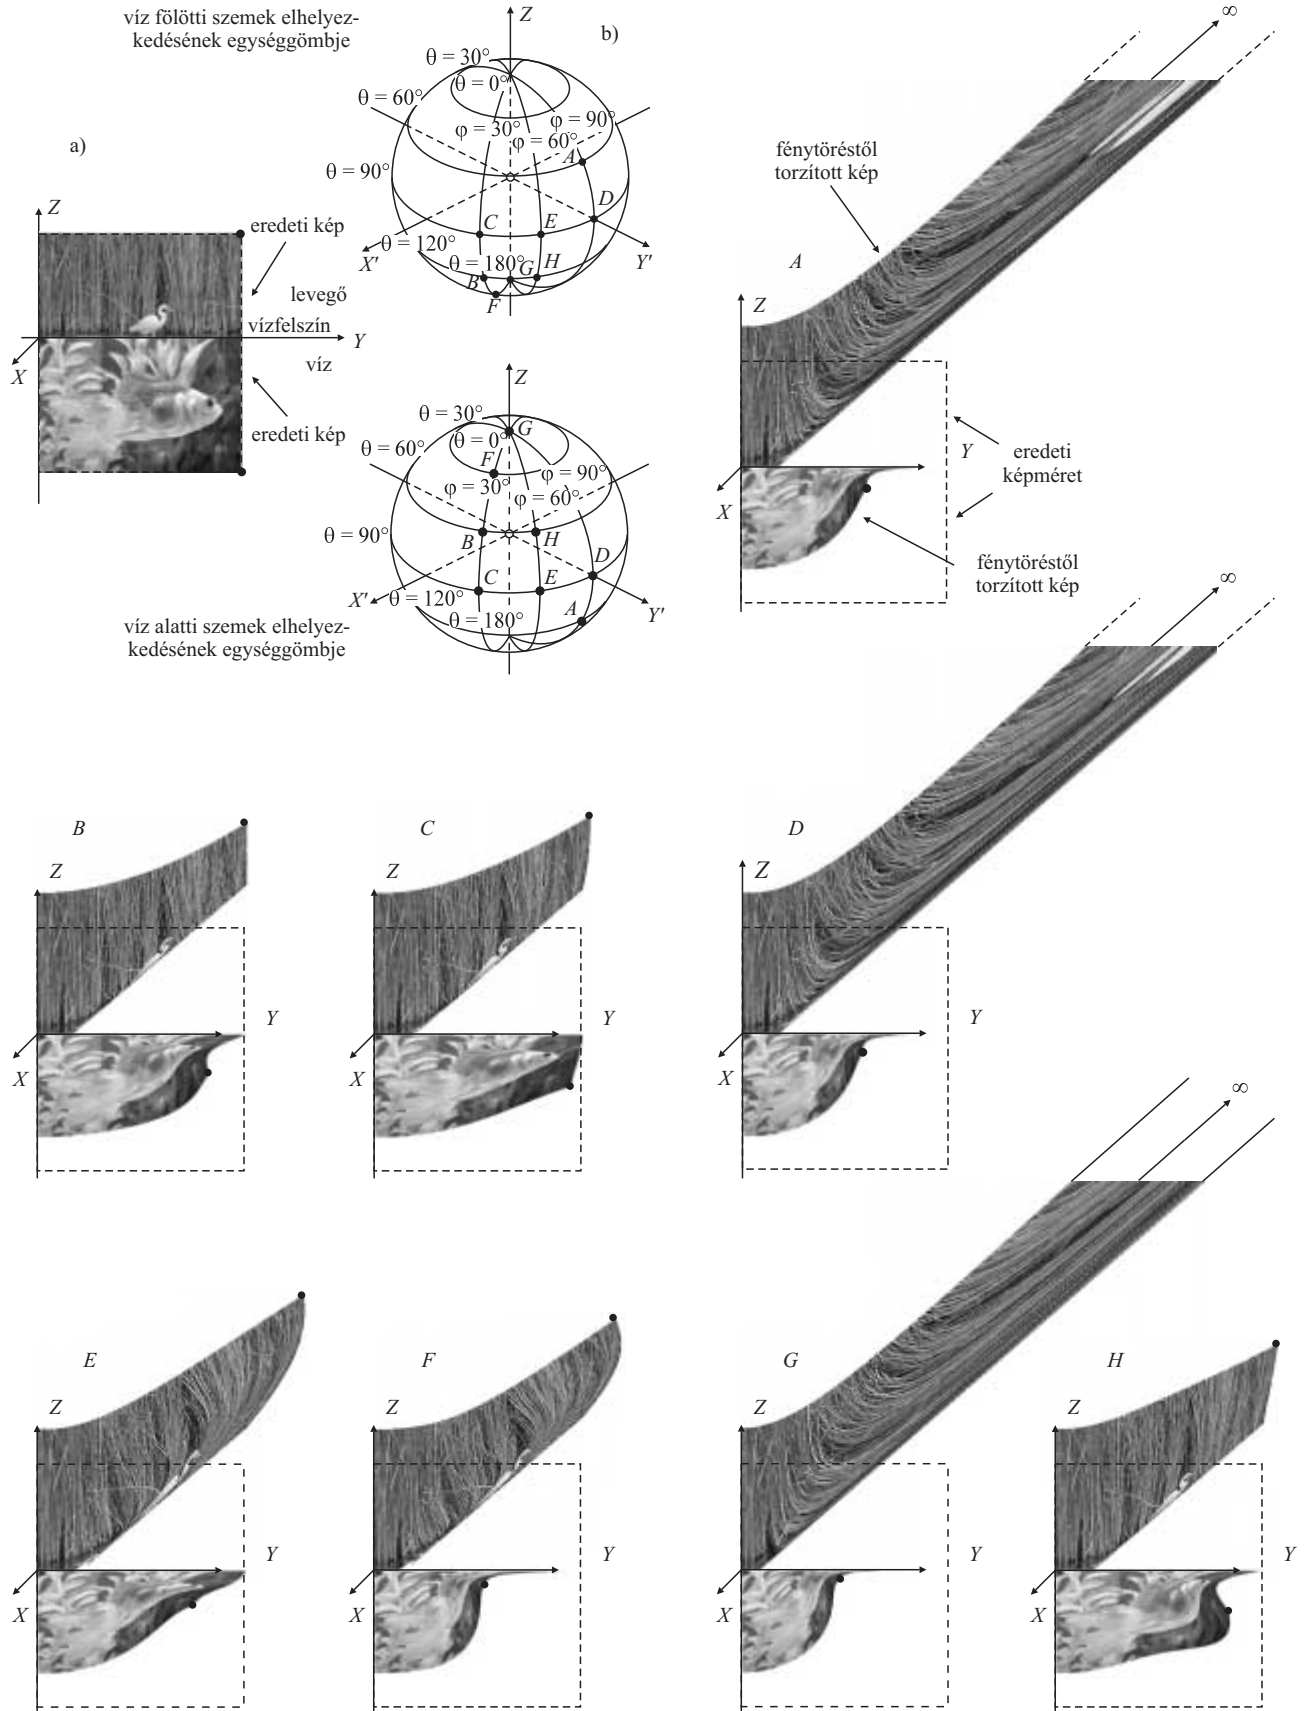 víz fölötti szemek elhelyez-
kedésének egységgömbje
b)
Z
θ = 30°
θ = 0°
θ = 60°
φ = 30°
φ = 90°
φ = 60°
θ = 90°
A
D
C
E
θ = 120°
θ = 180°
B
G
H
F
X'
Y'
a)
Z
eredeti kép
levegő
vízfelszín
Y
X
víz
eredeti kép
Z
θ = 30°
G
θ = 0°
θ = 60°
F
φ = 90°
φ = 30°
φ = 60°
θ = 90°
B
H
D
C
E
θ = 120°
A
θ = 180°
X'
Y'
víz alatti szemek elhelyez-
kedésének egységgömbje
∞
fénytöréstől
torzított kép
A
Z
Y
eredeti
képméret
X
fénytöréstől
torzított kép
B
Z
Y
X
C
Z
Y
X
∞
D
Z
Y
X
E
Z
Y
X
F
Z
Y
X
∞
G
Z
Y
X
H
Z
Y
X